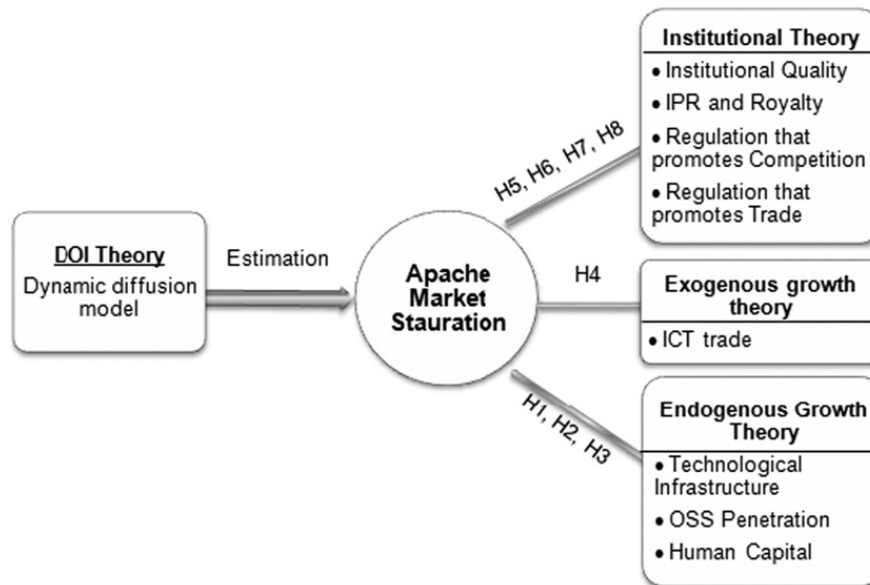 DOI Theory
Dynamic diffusion
model
Estimation
Apache
Market
Stauration
H5, H6, H7, H8
Institutional Theory
• Institutional Quality
• IPR and Royalty
• Regulation that
promotes Competition
• Regulation that
promotes Trade
H4
Exogenous growth
theory
• ICT trade
H1, H2, H3
Endogenous Growth
Theory
• Technological
Infrastructure
• OSS Penetration
• Human Capital